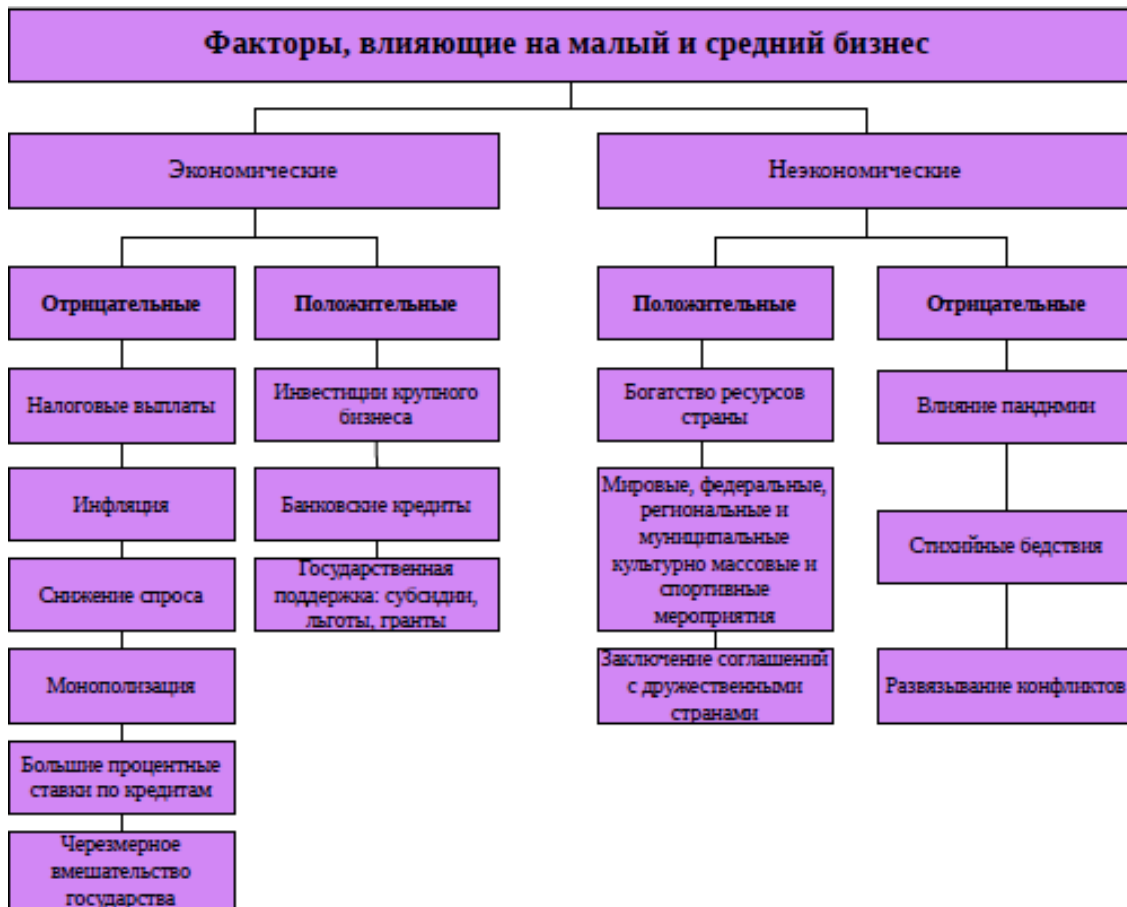 Факторы, влияющие на малый и средний бизнес
Экономические
Неэкономические
Отрицательные
Положительные
Положительные
Отрицательные
Налоговые выплаты
Инвестиции крупного
бизнеса
Богатство ресурсов
страны
Влияние панднмии
Инфляция
Банковские кредиты
Мировые, федеральные,
региональные и
муниципальные
культурно массовые и
спортивные
мероприятия
Стихийные бедствия
Снижение спроса
Государственная
поддержка: субсидии,
льготы, гранты
Монополизация
Заключение соглашений
с дружественными
странами
Развязывание конфликтов
Большие процентные
ставки по кредитам
Черезмерное
вмешательство
государства